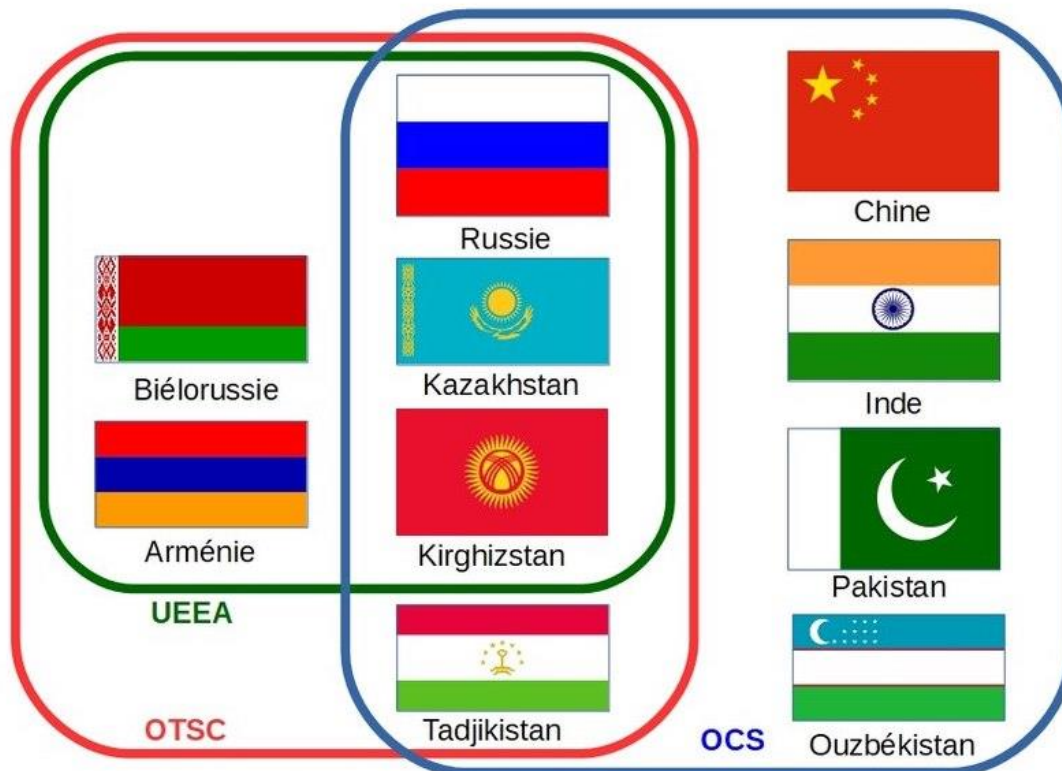 Russie
Chine
Biélorussie
Kazakhstan
Inde
Arménie
Kirghizstan
Pakistan
UEEA
OTSC
Tadjikistan
OCS
Ouzbékistan